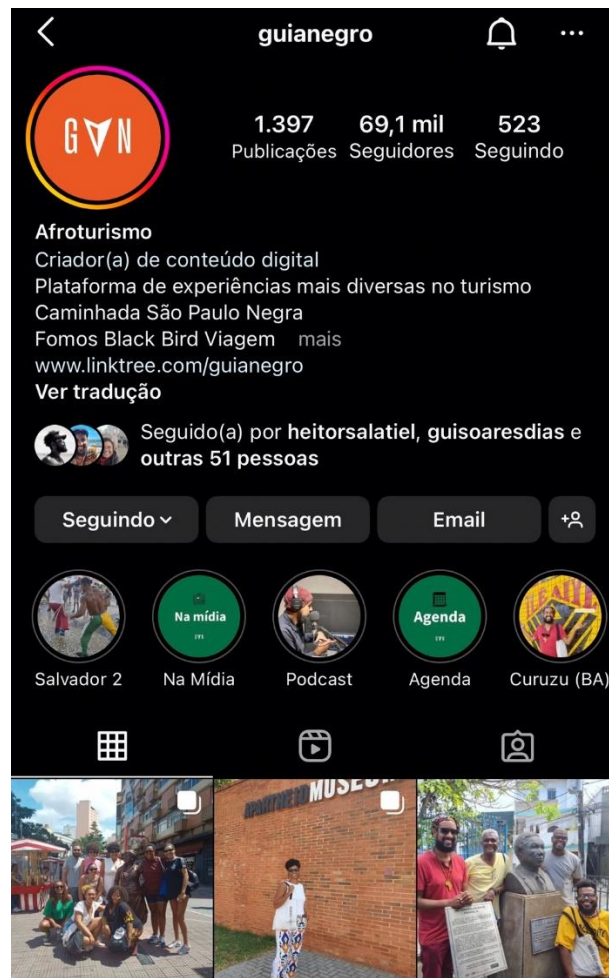 guianegro
GVN
1.397 69,1 mil 523
Publicações Seguidores Seguindo
Afroturismo
Criador(a) de conteúdo digital
Plataforma de experiências mais diversas no turismo
Caminhada São Paulo Negra
Fomos Black Bird Viagem mais
www.linktree.com/guianegro
Ver tradução
Seguido(a) por heitorsalatiel, guisoaresdias e
outras 51 pessoas
Seguindo Mensagem Email
Na mídia Agenda
Salvador 2 Na Mídia Podcast Agenda Curuzu (BA)
APARTHEID MUSEUM